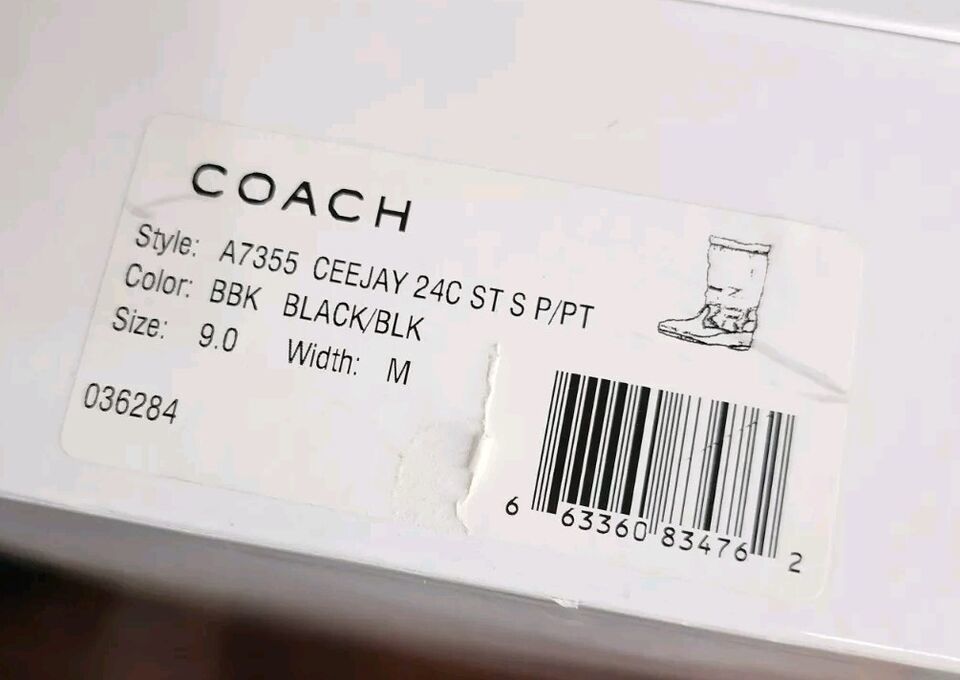 COACH
Style: A7355 CEEJAY 24C ST S P/PT
Color: BBK BLACK/BLK
Size: 9.0 Width: M
036284
6 63360 83476 2